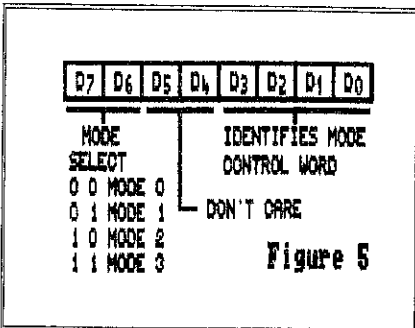 D7 D6 D5 D4 D3 D2 D1 D0
MODE
SELECT
0 0 MODE 0
0 1 MODE 1
1 0 MODE 2
1 1 MODE 3
DON'T CARE
IDENTIFIES MODE
CONTROL WORD
Figure 5